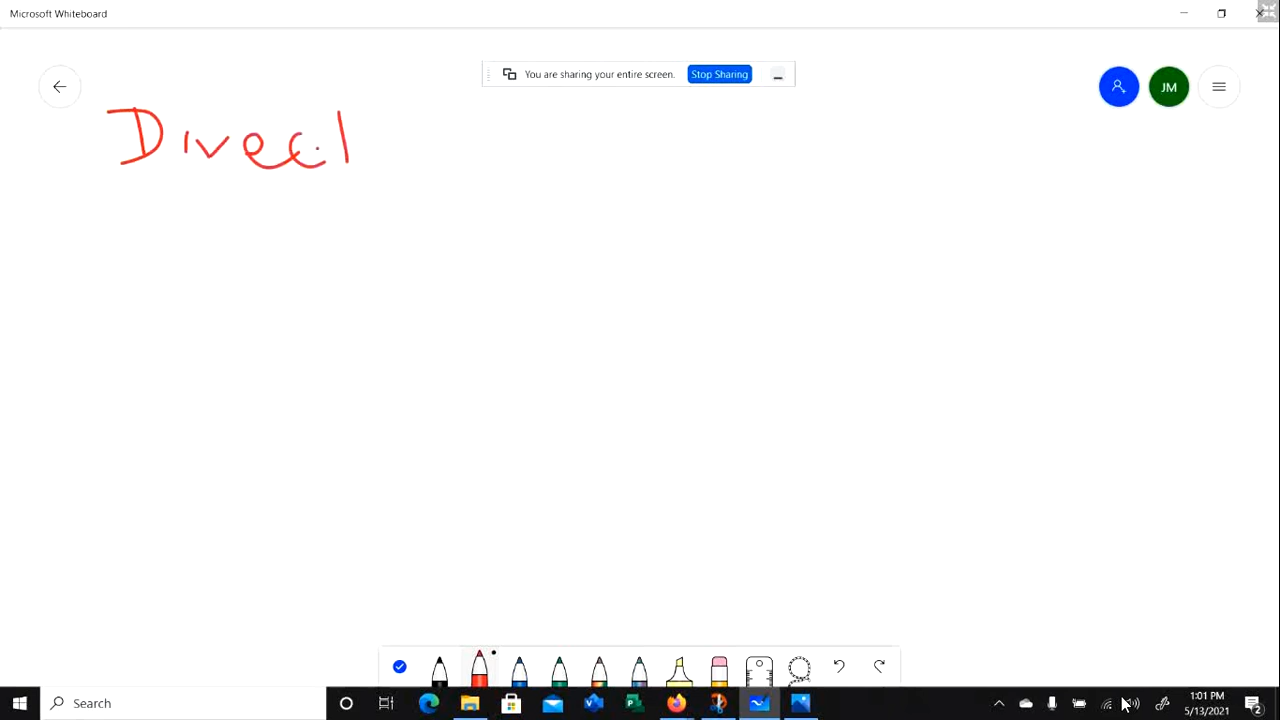 Microsoft Whiteboard
You are sharing your entire screen. Stop Sharing
JM
Direct
Search
1:01 PM
5/13/2021
2